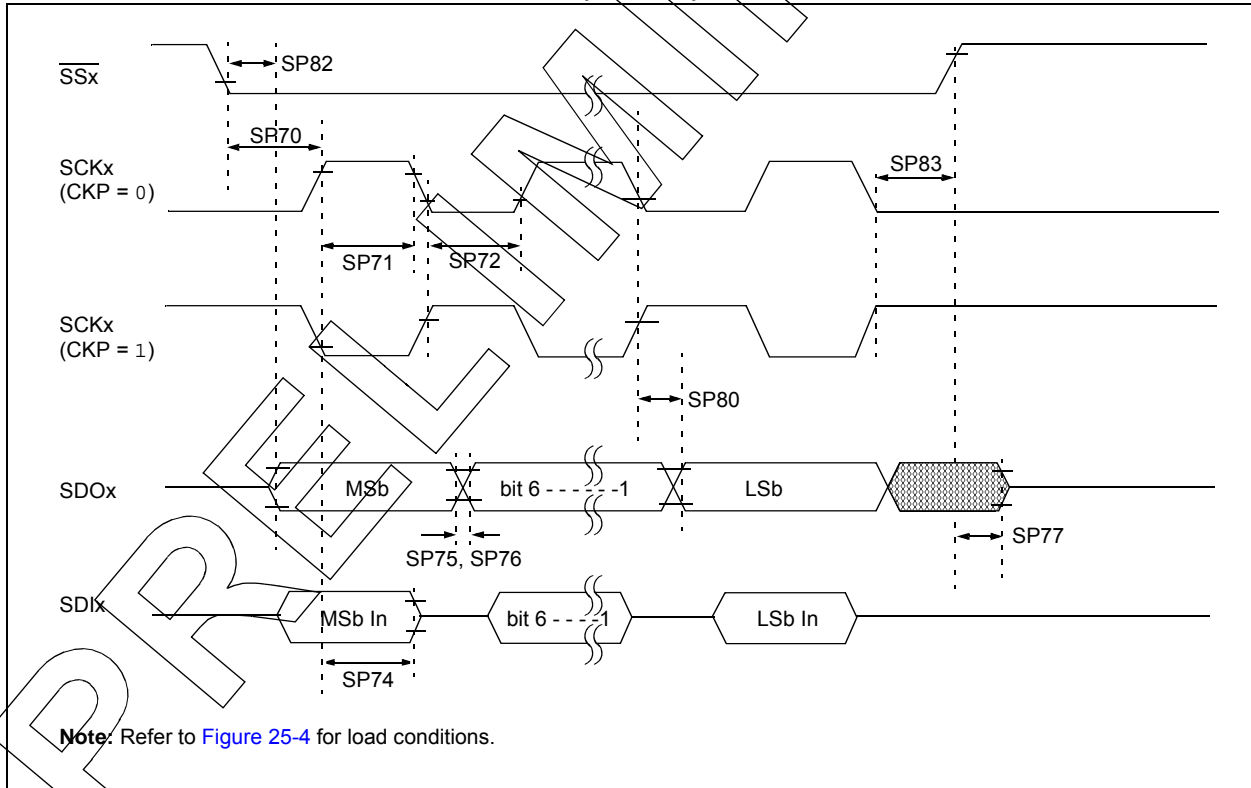 SSx
SP82
SP70
SCKx
(CKP = 0)
SP83
SP71
SP72
SCKx
(CKP = 1)
SP80
SDOx
MSb
bit 6 - - - - - -1
LSb
SP75, SP76
SP77
SDIx
MSb In
bit 6 - - - -1
LSb In
SP74
Note: Refer to Figure 25-4 for load conditions.